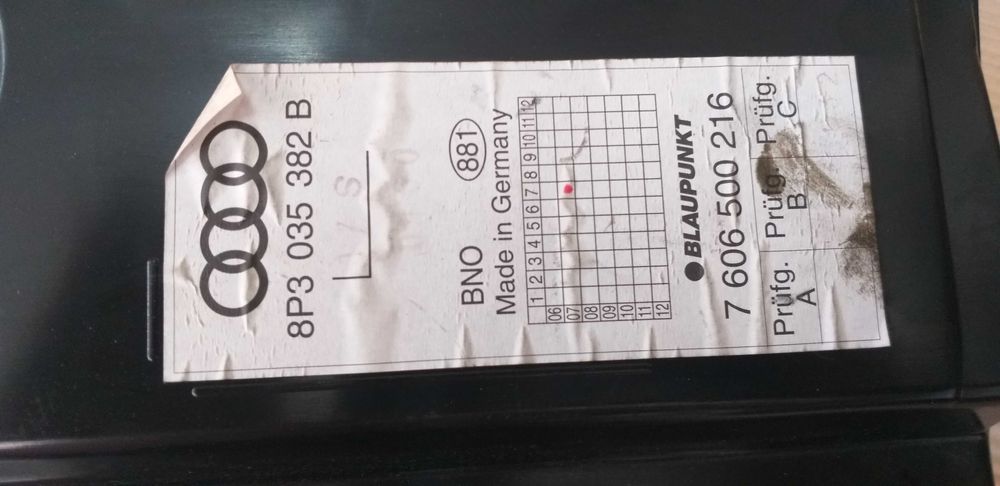 8P3 035 382 B
BNO 881
Made in Germany
1 2 3 4 5 6 7 8 9 10 11 12
06
07
08
09
10
11
12
BLAUPUNKT
7 606 500 216
Prüfg. Prüfg. Prüfg.
A B C